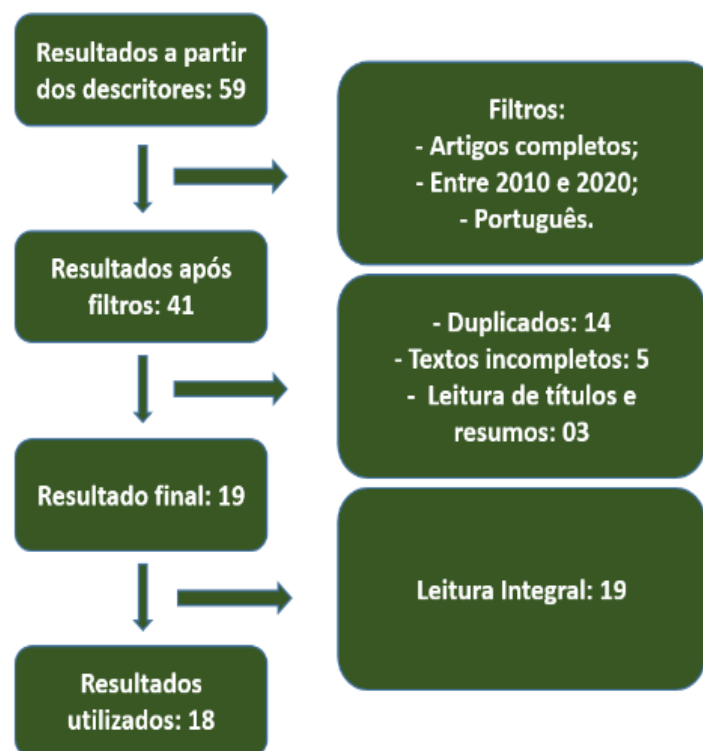 Resultados a partir
dos descritores: 59
Filtros:
- Artigos completos;
- Entre 2010 e 2020;
- Português.
Resultados após
filtros: 41
- Duplicados: 14
- Textos incompletos: 5
- Leitura de títulos e
resumos: 03
Resultado final: 19
Leitura Integral: 19
Resultados
utilizados: 18